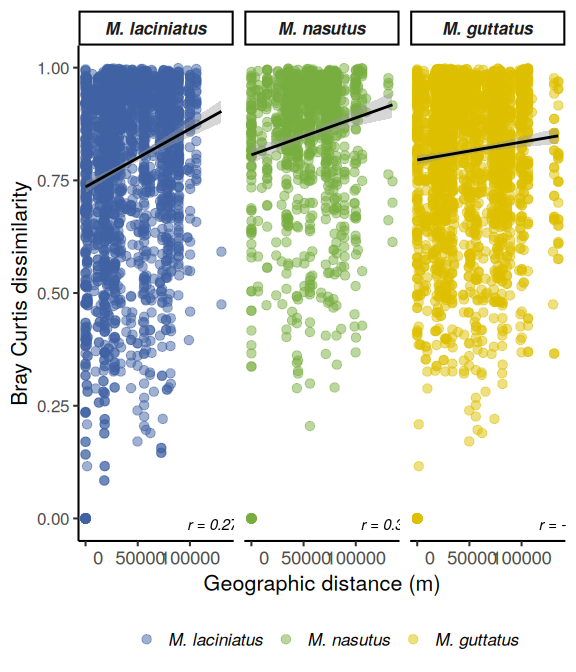 M. laciniatus M. nasutus M. guttatus
Bray Curtis dissimilarity
1.00
0.75
0.50
0.25
0.00
r = 0.27 r = 0.3 r = -
0 50000 100000 0 50000 100000 0 50000 100000
Geographic distance (m)
M. laciniatus M. nasutus M. guttatus